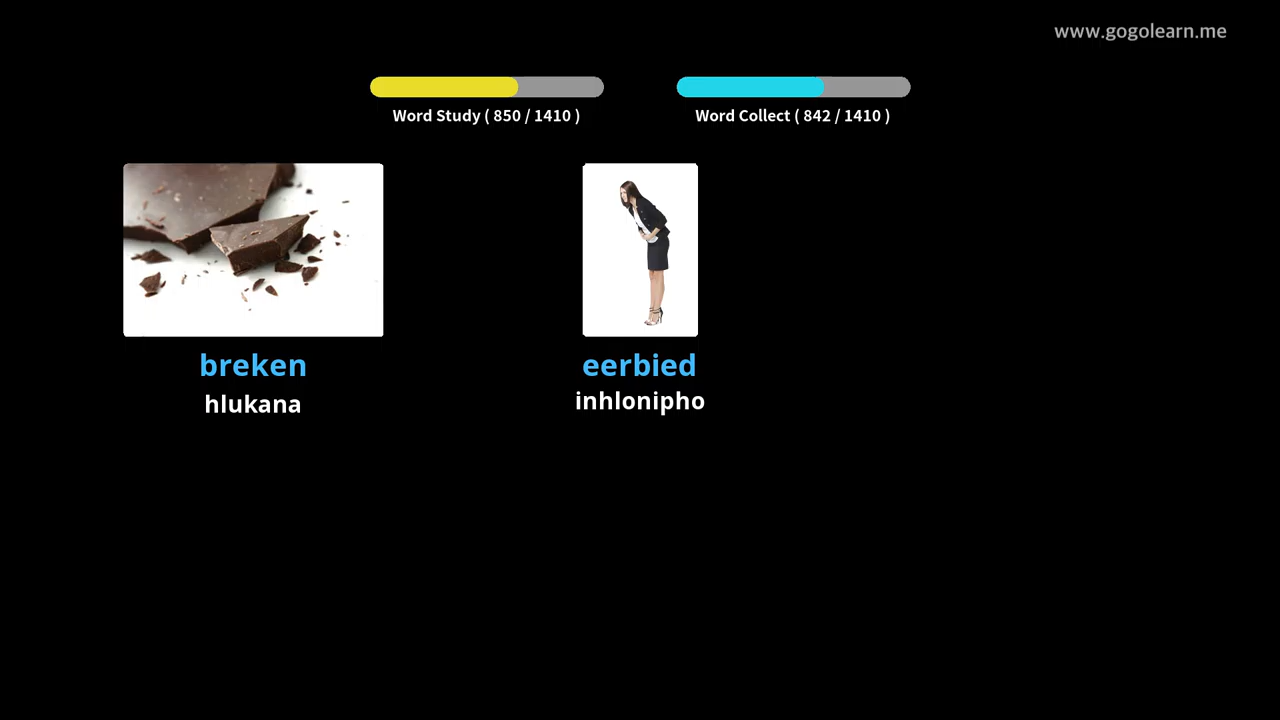 www.gogolearn.me
Word Study ( 850 / 1410 )
Word Collect ( 842 / 1410 )
breken
hlukana
eerbied
inhlonipho